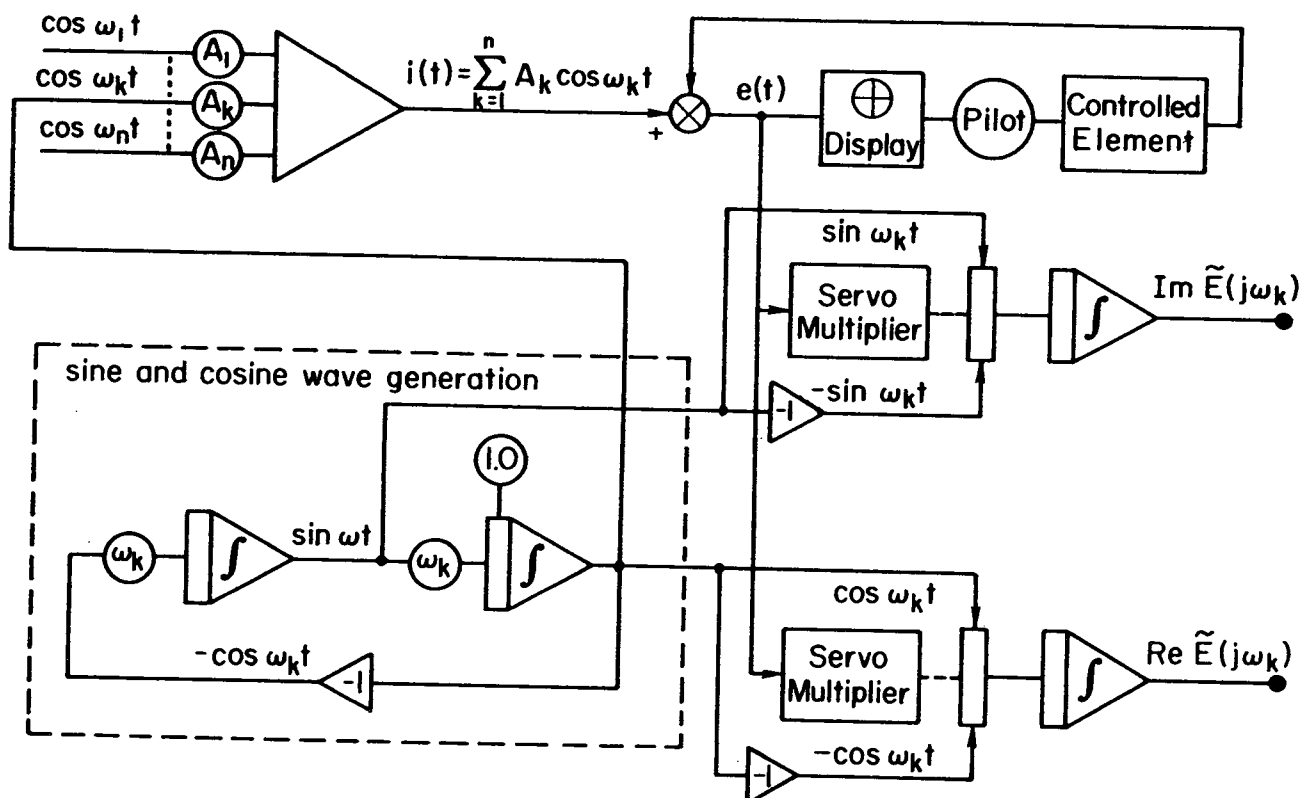 cos ω₁t
A₁
cos ωₖt
Aₖ
cos ωₙt
Aₙ
i(t) = ∑ₖ₌₁ⁿ Aₖ cos ωₖt
+
e(t)
Display
Pilot
Controlled
Element
sin ωₖt
Servo
Multiplier
∫
Im Ẽ(jωₖ)
-1
-sin ωₖt
sine and cosine wave generation
1.0
ωₖ
∫
sin ωt
ωₖ
∫
-cos ωₖt
-1
cos ωₖt
Servo
Multiplier
∫
Re Ẽ(jωₖ)
-1
-cos ωₖt